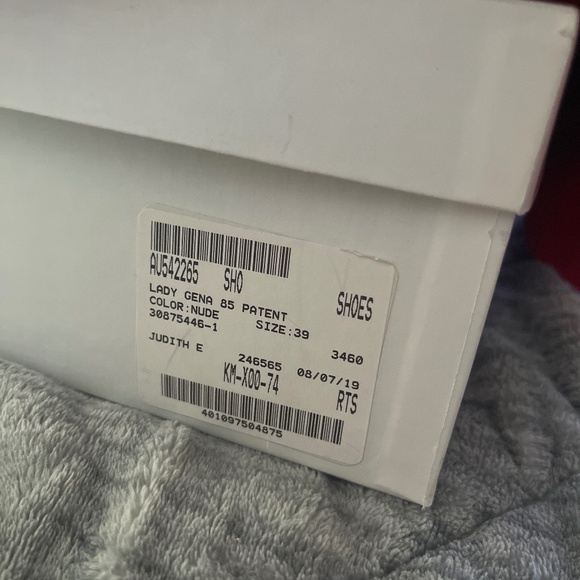 AU542265 SHO
SHOES
LADY GENA 85 PATENT
COLOR:NUDE SIZE:39
30875446-1
3460
JUDITH E 246565 08/07/19
KM-X00-74 RTS
401097504875